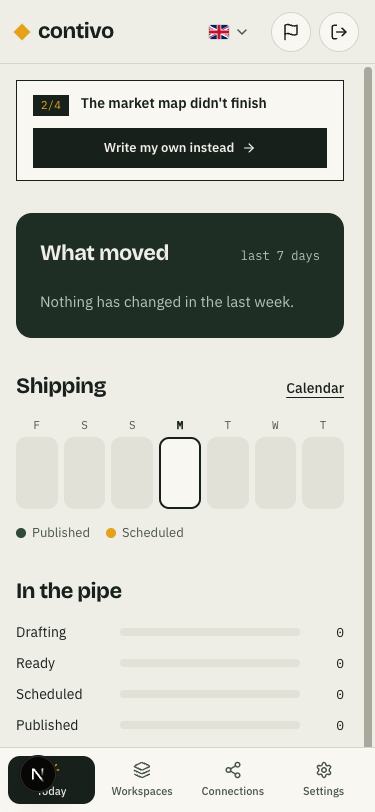 contivo
2/4 The market map didn't finish
Write my own instead →
What moved last 7 days
Nothing has changed in the last week.
Shipping Calendar
F S S M T W T
Published Scheduled
In the pipe
Drafting 0
Ready 0
Scheduled 0
Published 0
N
Workspaces Connections Settings